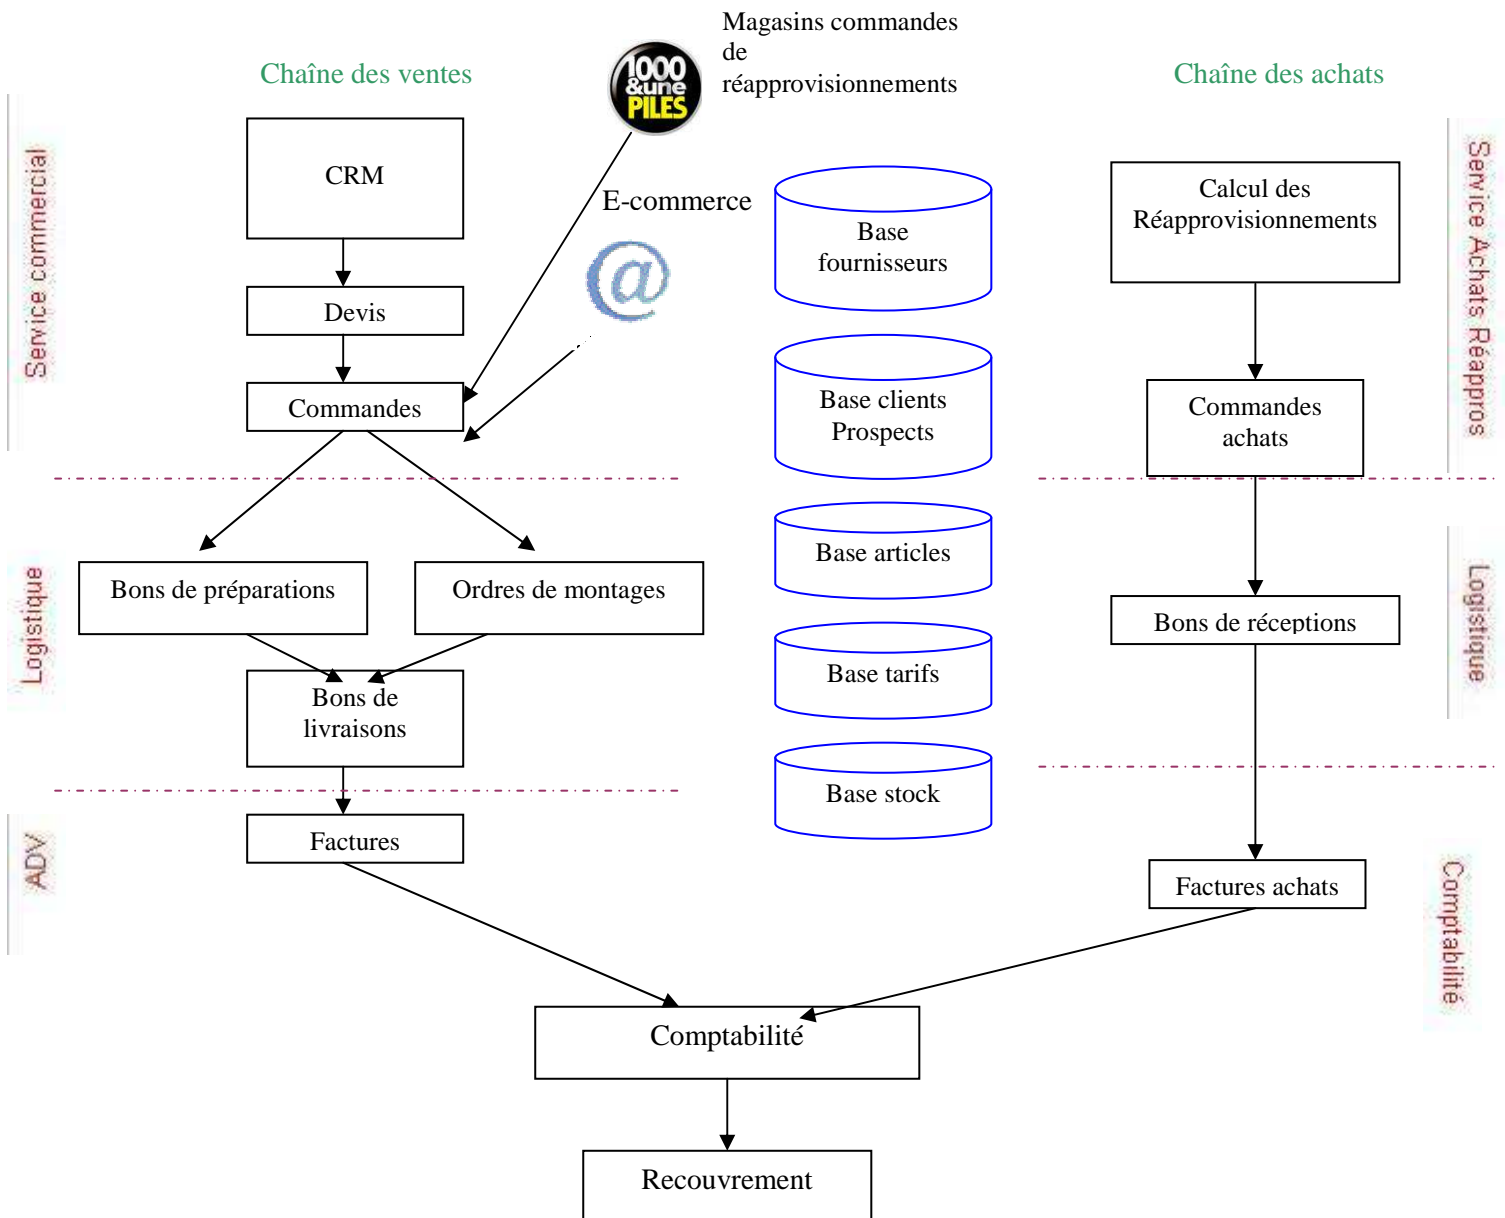 Magasins commandes
de
réapprovisionnements
1000
&une
PILES
Chaîne des ventes
Chaîne des achats
Service commercial
CRM
E-commerce
@
Devis
Commandes
Base
fournisseurs
Base clients
Prospects
Base articles
Base tarifs
Base stock
Calcul des
Réapprovisionnements
Service Achats Réappros
Commandes
achats
Logistique
Bons de préparations
Ordres de montages
Bons de
livraisons
Bons de réceptions
Logistique
ADV
Factures
Factures achats
Comptabilité
Comptabilité
Recouvrement